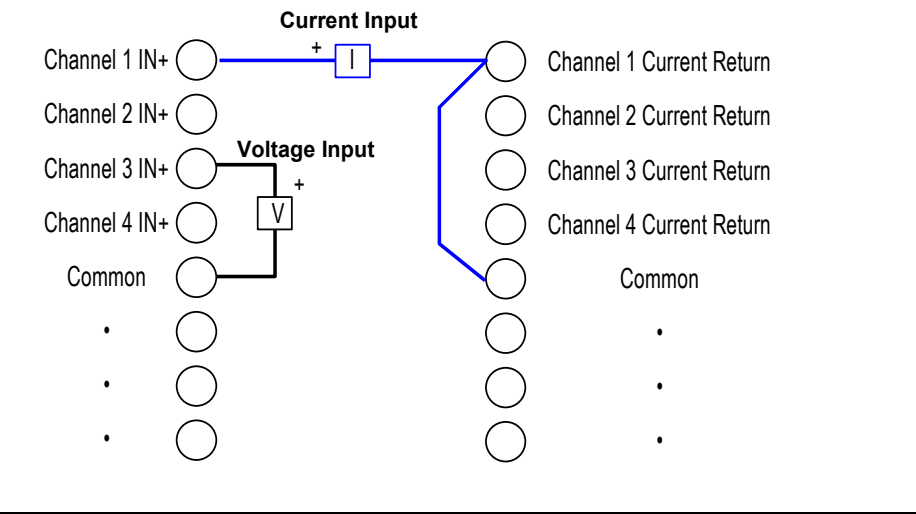 Current Input
Channel 1 IN+ + I Channel 1 Current Return
Channel 2 IN+ Channel 2 Current Return
Voltage Input
Channel 3 IN+ Channel 3 Current Return
+
V
Channel 4 IN+ Channel 4 Current Return
Common Common
• •
• •
• •